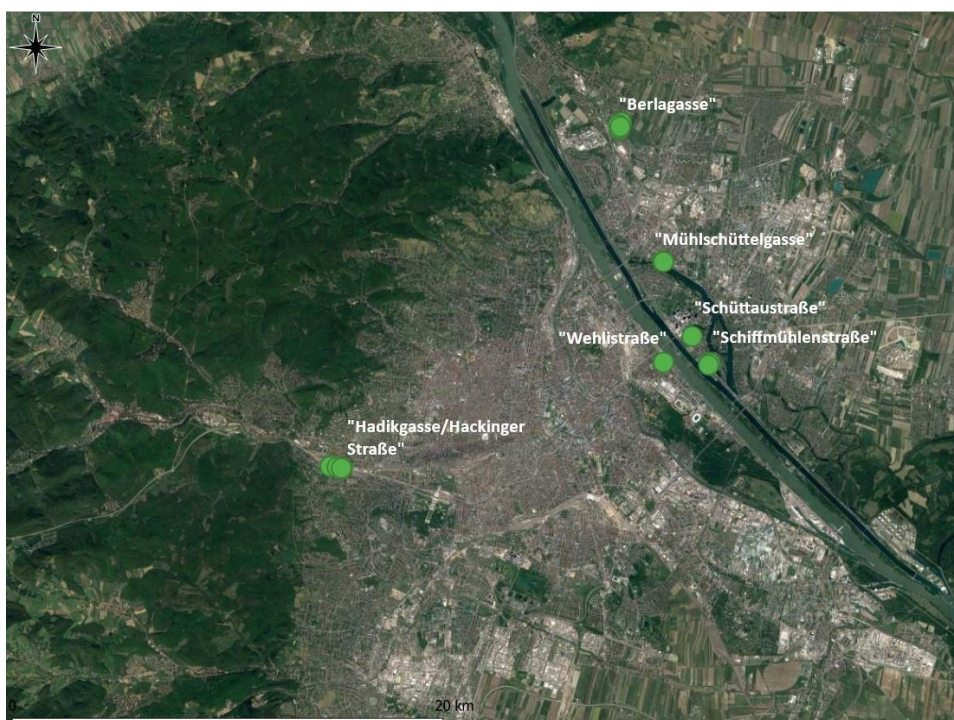 N
"Berlagasse"
"Mühlschüttelgasse"
"Schüttaustraße"
"Wehlistraße"
"Schiffmühlenstraße"
"Hadikgasse/Hackinger
Straße"
0
20 km